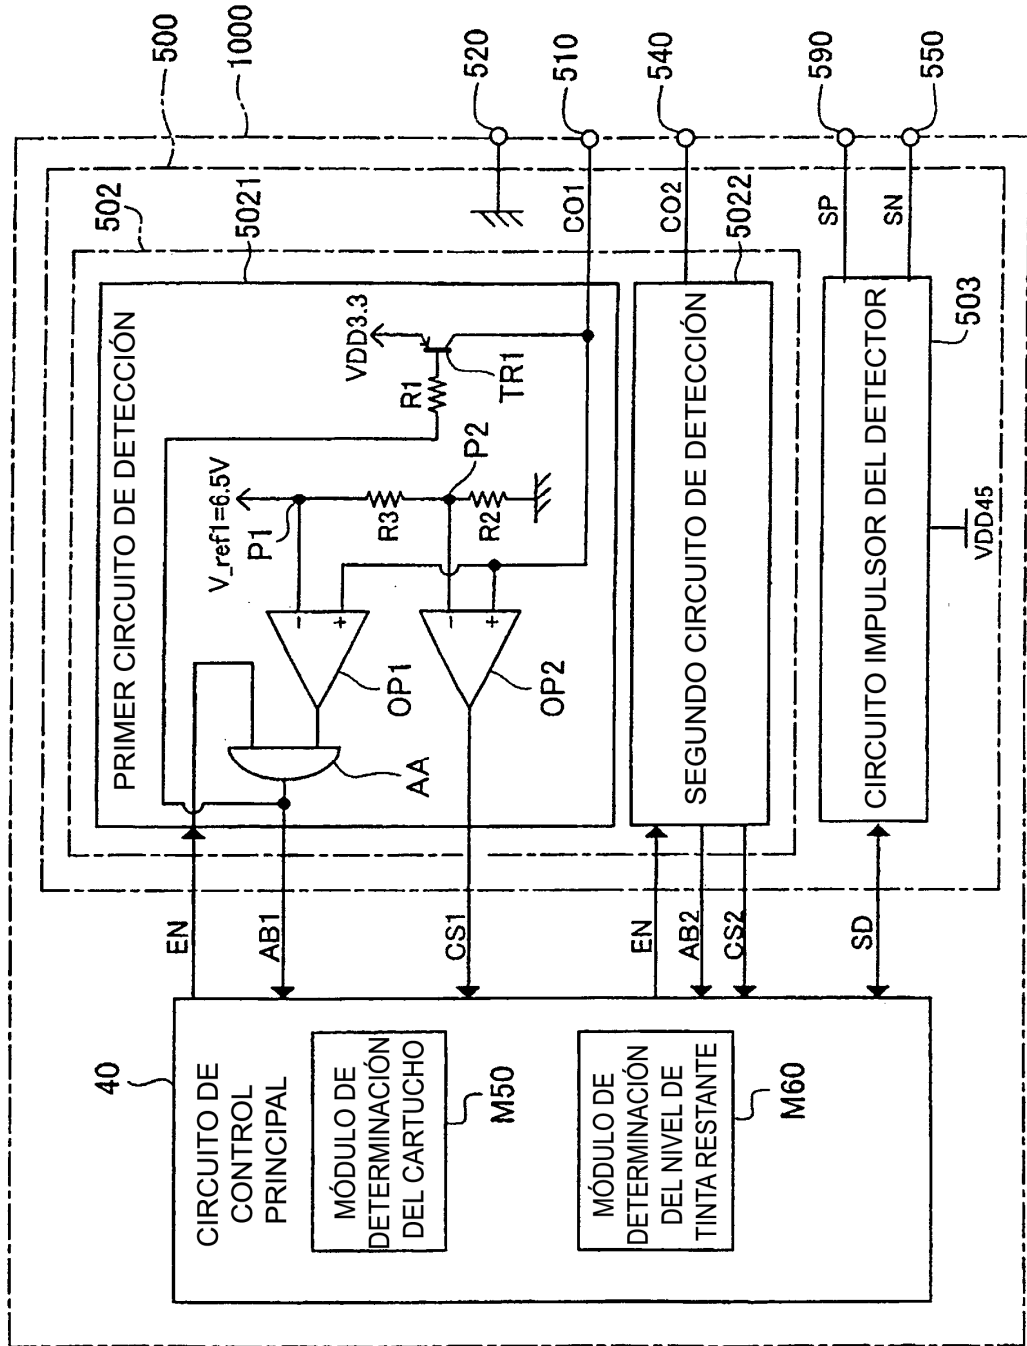 40
CIRCUITO DE
CONTROL
PRINCIPAL
MÓDULO DE
DETERMINACIÓN
DEL CARTUCHO
M50
MÓDULO DE
DETERMINACIÓN
DEL NIVEL DE
TINTA RESTANTE
M60
EN
AB1
CS1
EN
AB2
CS2
SD
502
5021
500
1000
PRIMER CIRCUITO DE DETECCIÓN
AA
OP1
OP2
-
+
-
+
V_ref1=6.5V
P1
R3
P2
R2
R1
VDD3.3
TR1
520
CO1
510
SEGUNDO CIRCUITO DE DETECCIÓN
5022
CO2
540
CIRCUITO IMPULSOR DEL DETECTOR
503
VDD45
SP
590
SN
550